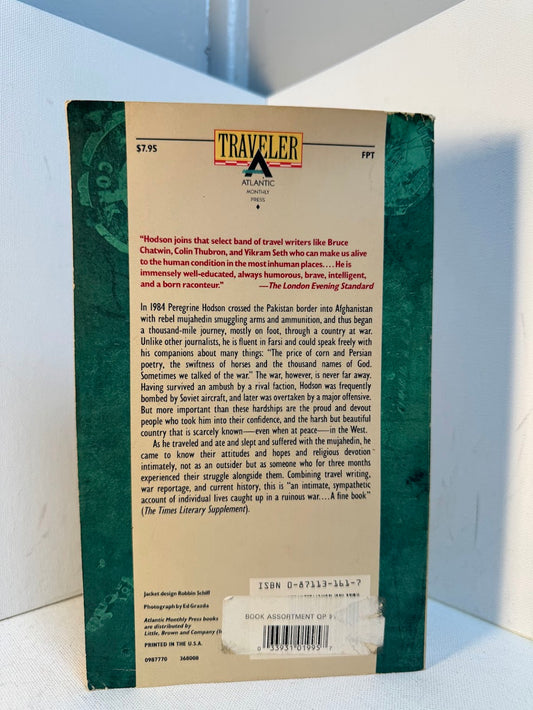 TRAVELER
$7.95
FPT
ATLANTIC
MONTHLY
PRESS
"Hodson joins that select band of travel writers like Bruce
Chatwin, Colin Thubron, and Vikram Seth who can make us alive
to the human condition in the most inhuman places.... He is
immensely well-educated, always humorous, brave, intelligent,
and a born raconteur." —The London Evening Standard
In 1984 Peregrine Hodson crossed the Pakistan border into Afghanistan
with rebel mujahedin smuggling arms and ammunition, and thus began
a thousand-mile journey, mostly on foot, through a country at war.
Unlike other journalists, he is fluent in Farsi and could speak freely with
his companions about many things: "The price of corn and Persian
poetry, the swiftness of horses and the thousand names of God.
Sometimes we talked of the war." The war, however, is never far away.
Having survived an ambush by a rival faction, Hodson was frequently
bombed by Soviet aircraft, and later was overtaken by a major offensive.
But more important than these hardships are the proud and devout
people who took him into their confidence, and the harsh but beautiful
country that is scarcely known—even when at peace—in the West.
As he traveled and ate and slept and suffered with the mujahedin, he
came to know their attitudes and hopes and religious devotion
intimately, not as an outsider but as someone who for three months
experienced their struggle alongside them. Combining travel writing,
war reportage, and current history, this is "an intimate, sympathetic
account of individual lives caught up in a ruinous war....A fine book"
(The Times Literary Supplement).
ISBN 0-87113-161-7
Jacket design Robbin Schiff
Photograph by Ed Grazda
Atlantic Monthly Press books
are distributed by
Little, Brown and Company
PRINTED IN THE U.S.A.
0987770 368008
BOOK ASSORTMENT OP
0 33931 01995 7